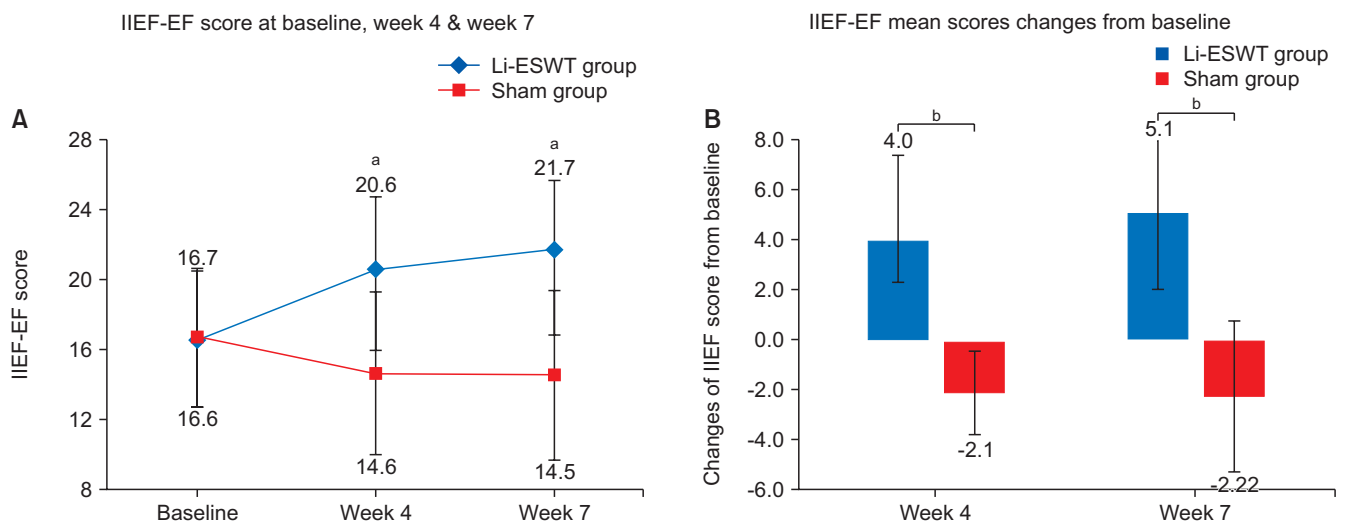 IIEF-EF score at baseline, week 4 & week 7
Li-ESWT group
Sham group
A
IIEF-EF score
28
24
20
16
12
8
16.7
16.6
a
20.6
14.6
a
21.7
14.5
Baseline
Week 4
Week 7
IIEF-EF mean scores changes from baseline
Li-ESWT group
Sham group
B
Changes of IIEF score from baseline
8.0
6.0
4.0
2.0
0.0
-2.0
-4.0
-6.0
b
4.0
-2.1
b
5.1
-2.22
Week 4
Week 7